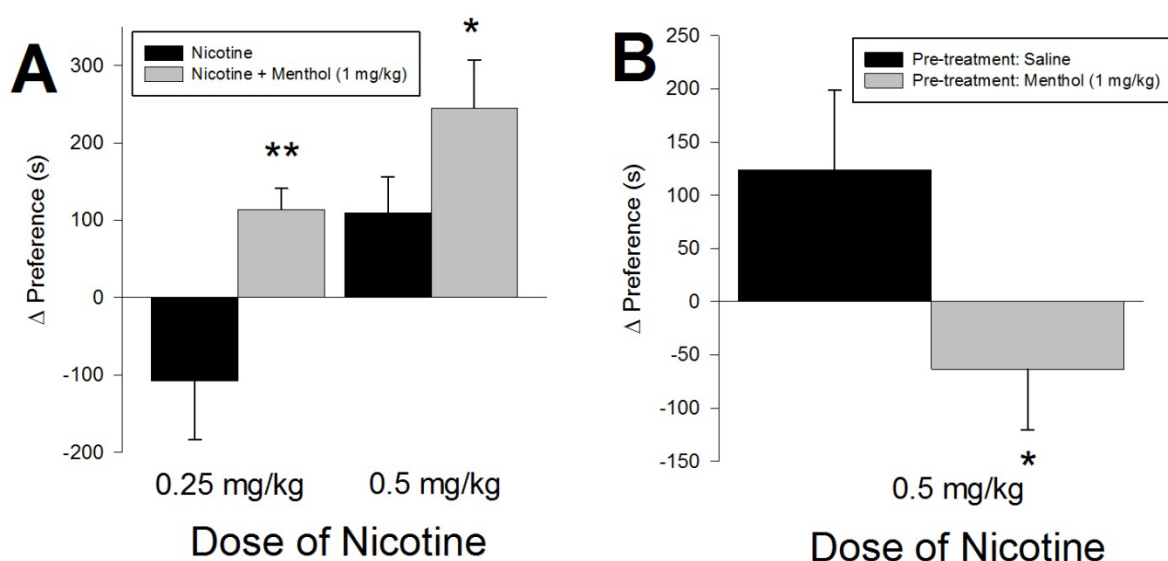 A
Nicotine
Nicotine + Menthol (1 mg/kg)
*
**
Δ Preference (s)
300
200
100
0
-100
-200
0.25 mg/kg
0.5 mg/kg
Dose of Nicotine
B
Pre-treatment: Saline
Pre-treatment: Menthol (1 mg/kg)
Δ Preference (s)
250
200
150
100
50
0
-50
-100
-150
*
0.5 mg/kg
Dose of Nicotine